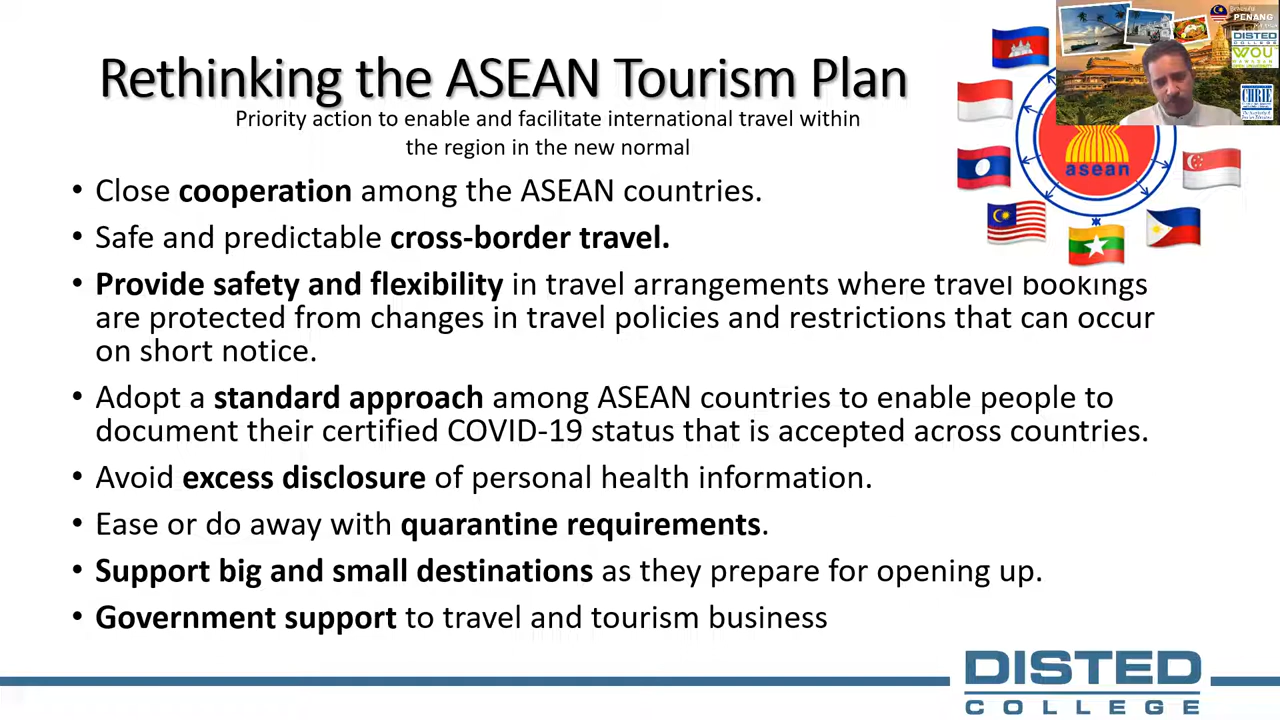 Rethinking the ASEAN Tourism Plan
Priority action to enable and facilitate international travel within
the region in the new normal
• Close cooperation among the ASEAN countries.
• Safe and predictable cross-border travel.
• Provide safety and flexibility in travel arrangements where travel bookings
are protected from changes in travel policies and restrictions that can occur
on short notice.
• Adopt a standard approach among ASEAN countries to enable people to
document their certified COVID-19 status that is accepted across countries.
• Avoid excess disclosure of personal health information.
• Ease or do away with quarantine requirements.
• Support big and small destinations as they prepare for opening up.
• Government support to travel and tourism business
asean
PENANG
DISTED
COLLEGE
WOU
CHRIE
DISTED
COLLEGE